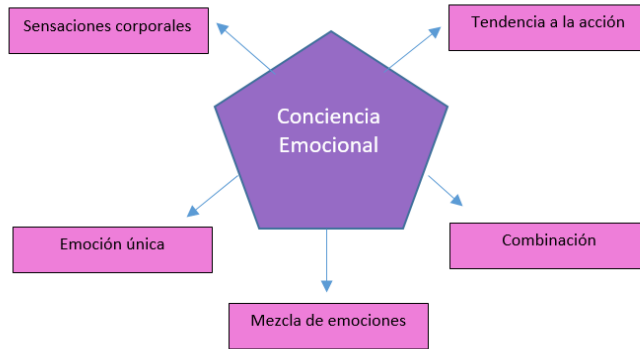 Sensaciones corporales
Tendencia a la acción
Conciencia
Emocional
Emoción única
Combinación
Mezcla de emociones